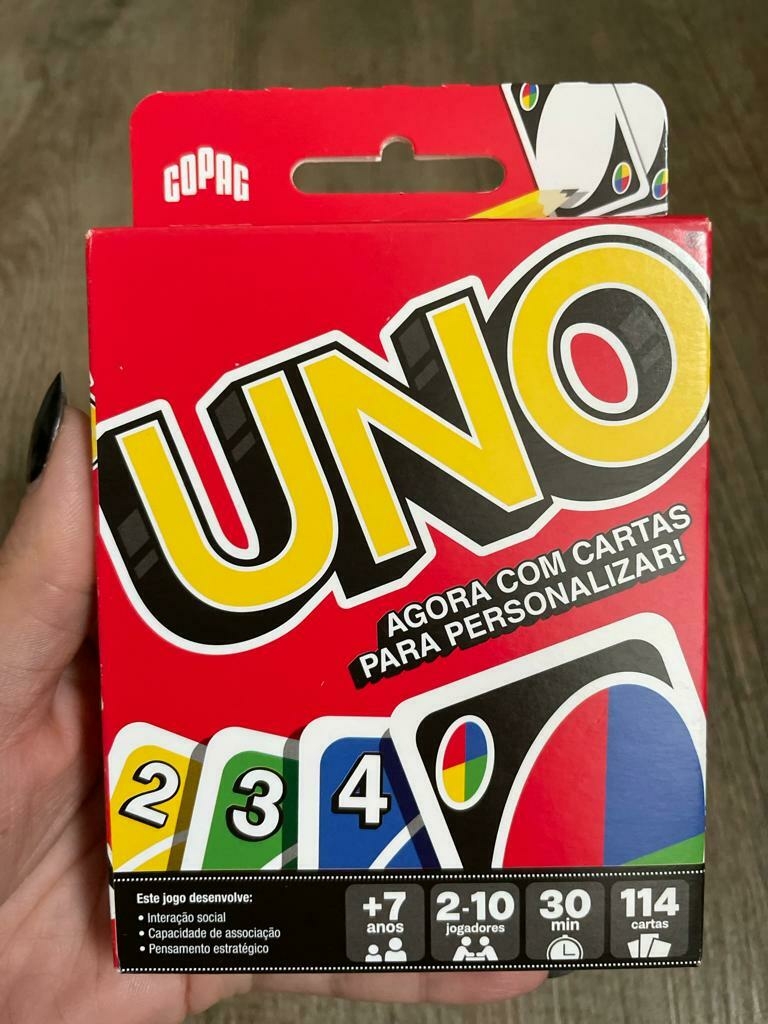 COPAG
UNO
AGORA COM CARTAS
PARA PERSONALIZAR!
2
3
4
Este jogo desenvolve:
• Interação social
• Capacidade de associação
• Pensamento estratégico
+7
anos
2-10
jogadores
30
min
114
cartas